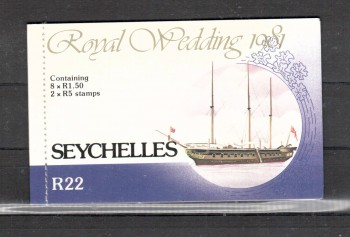 Royal Wedding 1981
Containing
8 x R1.50
2 x R5 stamps
SEYCHELLES
R22